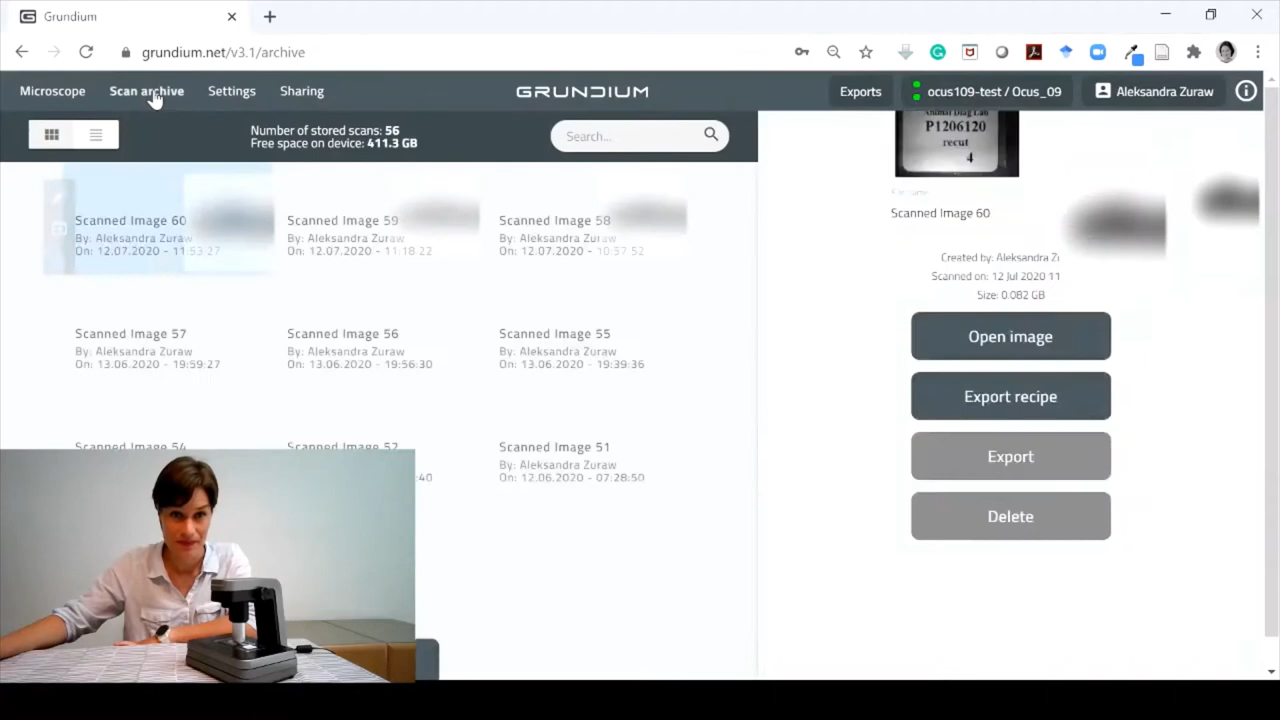 Grundium
grundium.net/v3.1/archive
Microscope Scan archive Settings Sharing GRUNDIUM Exports ocus109-test / Ocus_09 Aleksandra Zuraw
Number of stored scans: 56
Free space on device: 411.3 GB
Search...
P1206120
recut
4
Scanned Image 60
By: Aleksandra Zuraw
On: 12.07.2020 - 11:53:27
Scanned Image 59
By: Aleksandra Zuraw
On: 12.07.2020 - 11:18:22
Scanned Image 58
By: Aleksandra Zuraw
On: 12.07.2020 - 10:57:52
Scanned Image 57
By: Aleksandra Zuraw
On: 13.06.2020 - 19:59:27
Scanned Image 56
By: Aleksandra Zuraw
On: 13.06.2020 - 19:56:30
Scanned Image 55
By: Aleksandra Zuraw
On: 13.06.2020 - 19:39:36
Scanned Image 54
Scanned Image 52
:40
Scanned Image 51
By: Aleksandra Zuraw
On: 12.06.2020 - 07:28:50
Scanned Image 60
Created by: Aleksandra Z
Scanned on: 12 Jul 2020 11
Size: 0.082 GB
Open image
Export recipe
Export
Delete